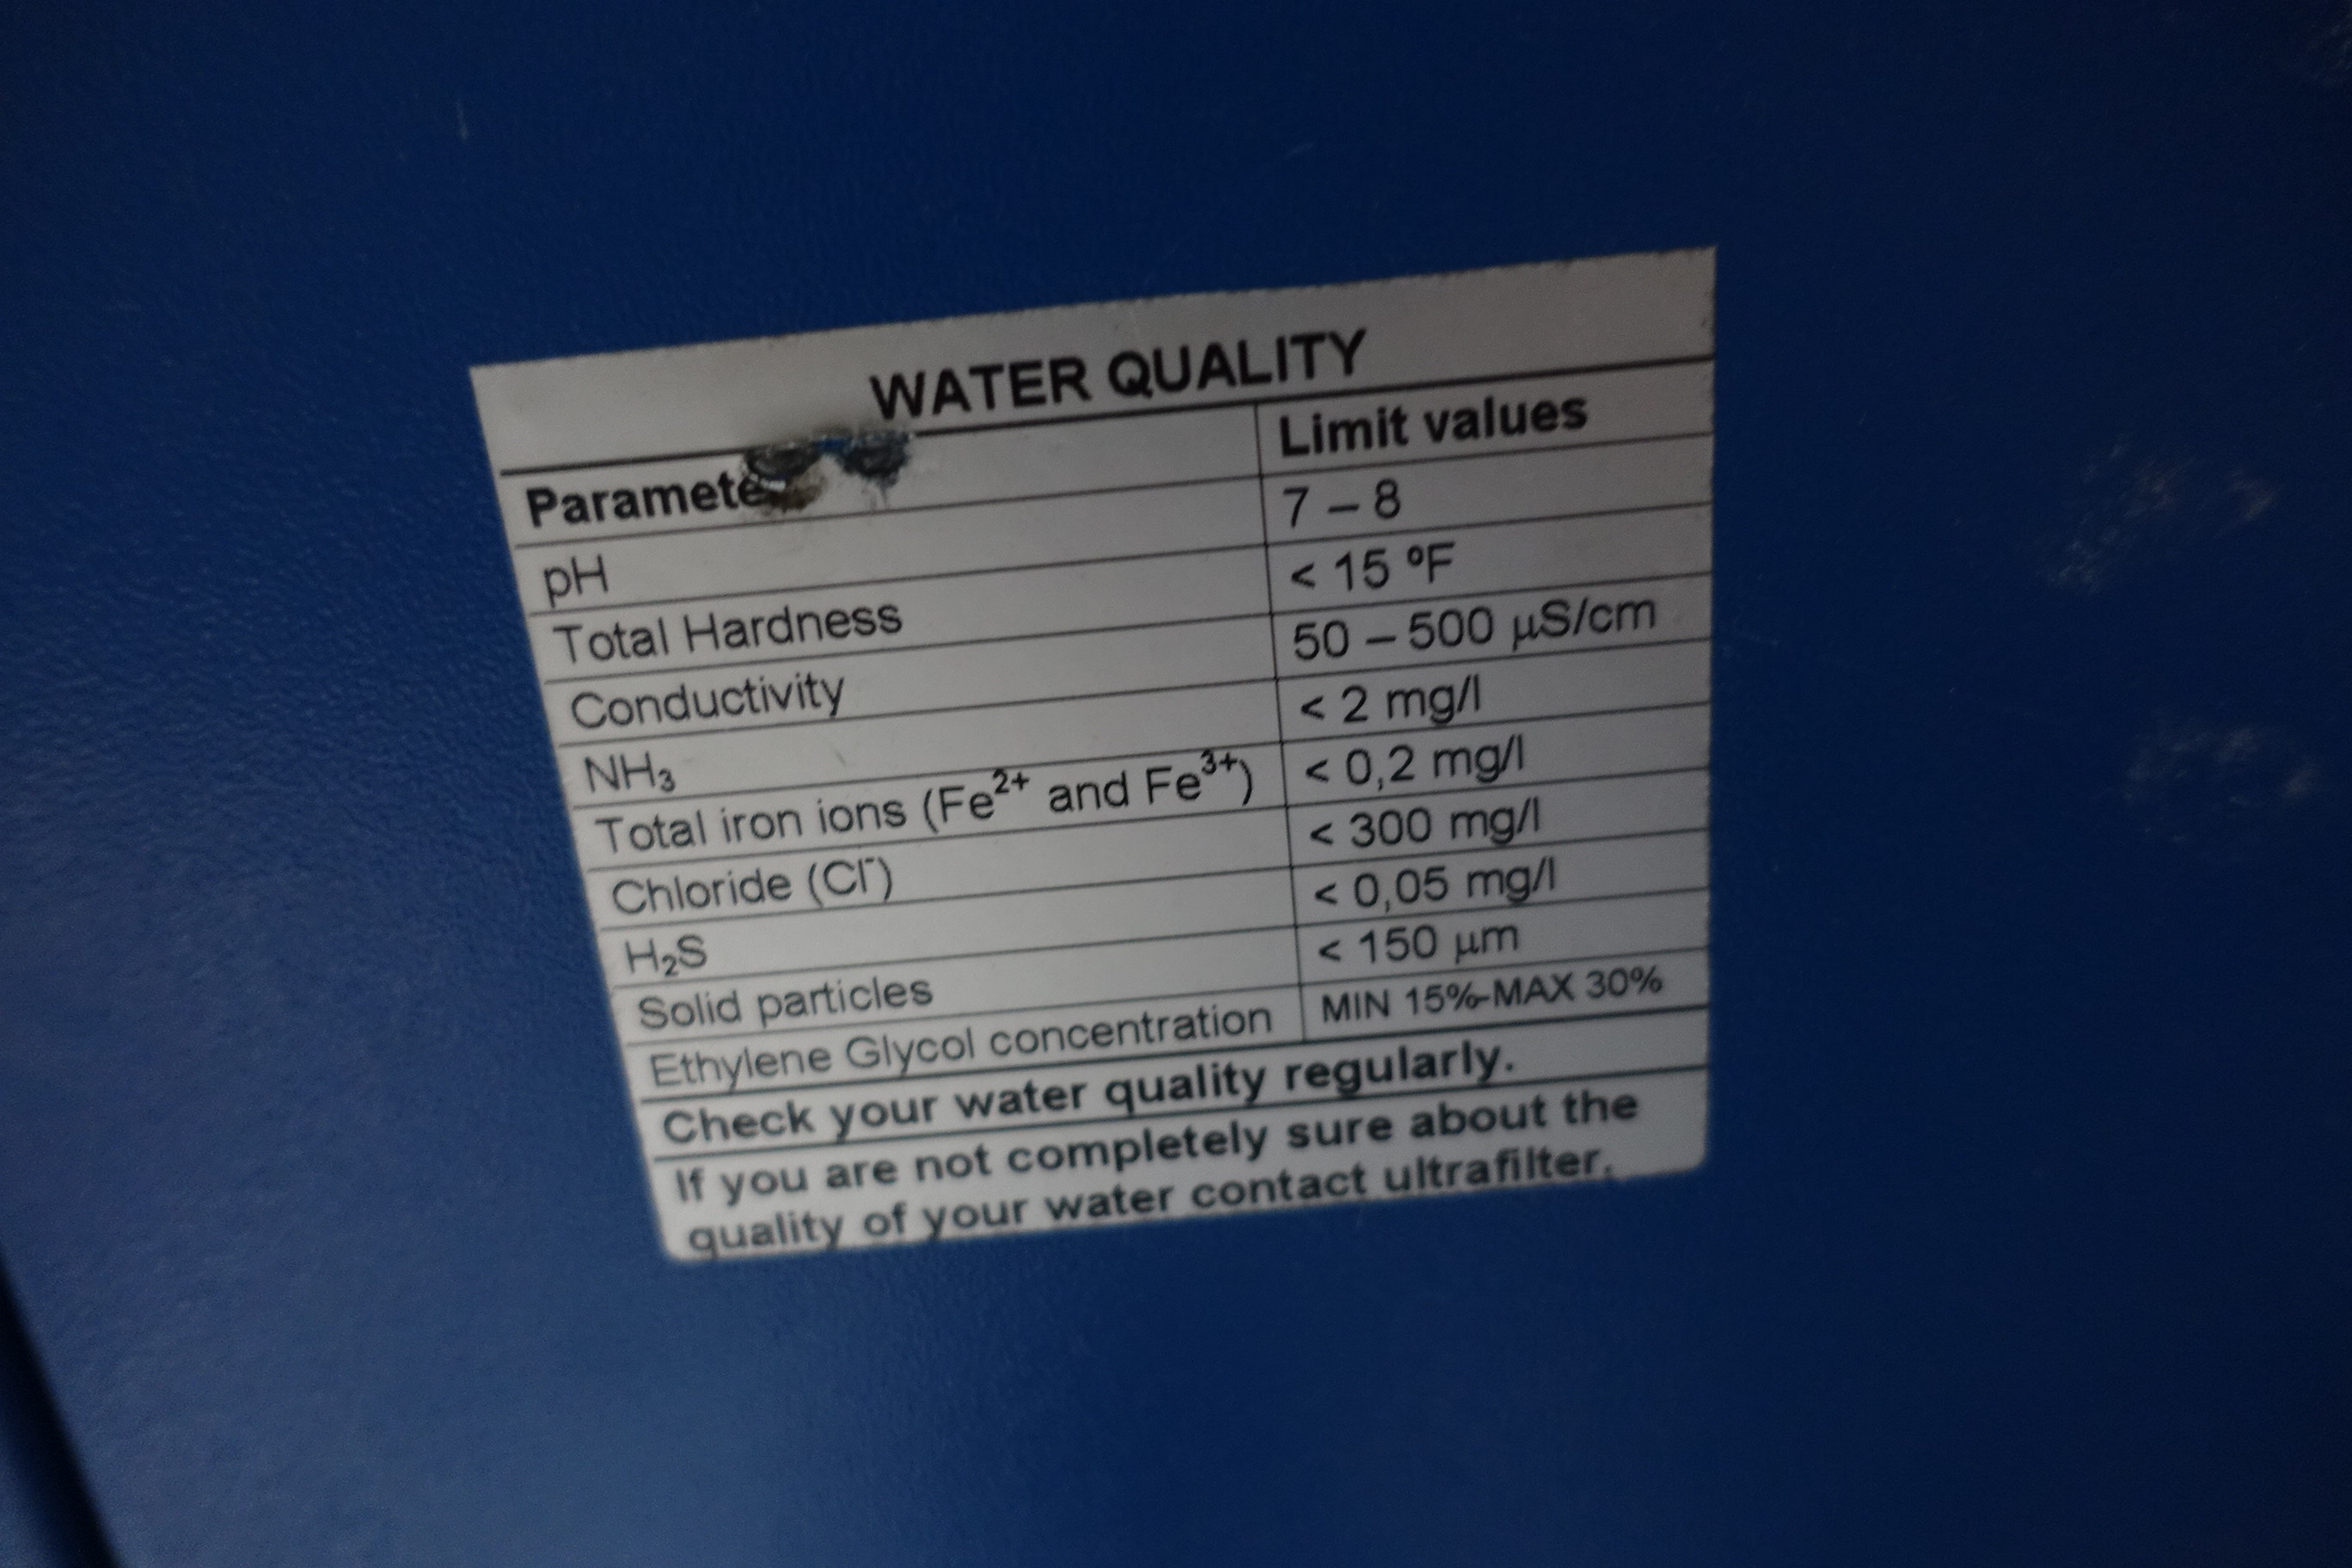 WATER QUALITY
Paramete Limit values
pH 7 – 8
Total Hardness < 15 ºF
Conductivity 50 – 500 µS/cm
NH₃ < 2 mg/l
Total iron ions (Fe²⁺ and Fe³⁺) < 0,2 mg/l
Chloride (Cl⁻) < 300 mg/l
H₂S < 0,05 mg/l
Solid particles < 150 µm
Ethylene Glycol concentration MIN 15%-MAX 30%
Check your water quality regularly.
If you are not completely sure about the
quality of your water contact ultrafilter.